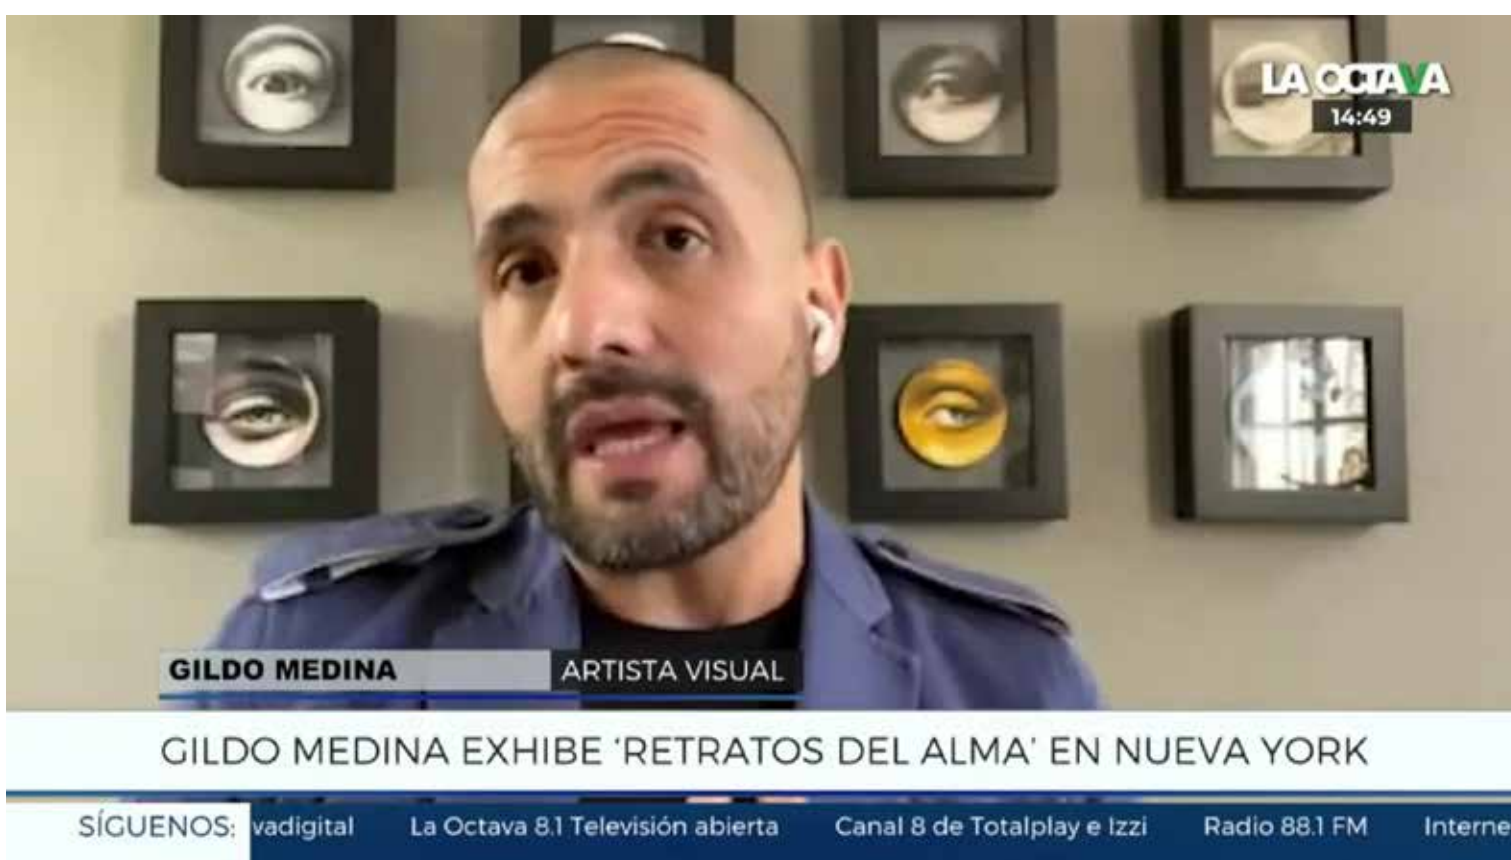 LA OCTAVA
14:49
GILDO MEDINA
ARTISTA VISUAL
GILDO MEDINA EXHIBE 'RETRATOS DEL ALMA' EN NUEVA YORK
SÍGUENOS: vadigital La Octava 8.1 Televisión abierta Canal 8 de Totalplay e Izzi Radio 88.1 FM Interne